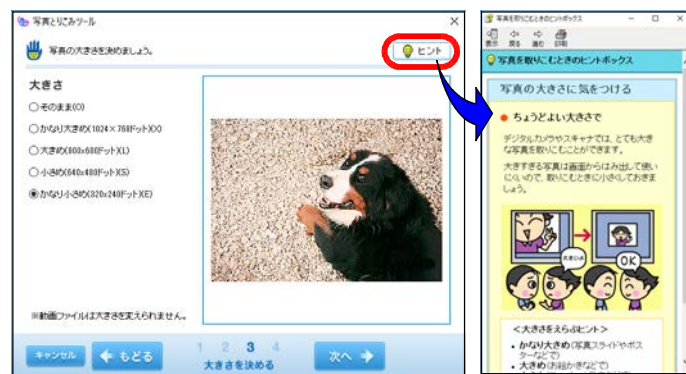 写真とりこみツール
写真の大きさを決めましょう。
ヒント
大きさ
そのまま(O)
かなり大きめ(1024×768ドット)(X)
大きめ(800x600ドット)(L)
小さめ(640x480ドット)(S)
かなり小さめ(320x240ドット)(E)
※動画ファイルは大きさを変えられません。
キャンセル
もどる
1 2 3 4
大きさを決める
次へ
写真を取りこむときのヒントボックス
表示 戻る 進む 印刷
写真を取りこむときのヒントボックス
写真の大きさに気をつける
ちょうどよい大きさで
デジタルカメラやスキャナでは、とても大き
な写真を取りこむことができます。
大きすぎる写真は画面からはみ出して使い
にくいので、取りこむときに小さくしておきま
しょう。
OK
<大きさをえらぶヒント>
かなり大きめ(写真スライドやポス
ターなどで)
大きめ(お絵かきなどで)